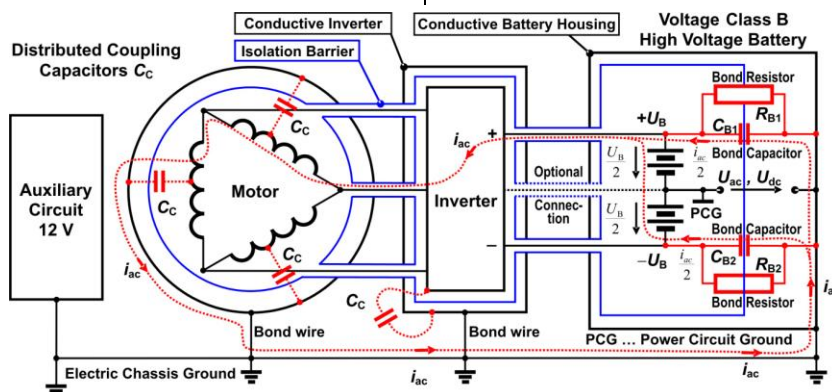 Distributed Coupling
Capacitors CC
Conductive Inverter
Isolation Barrier
Conductive Battery Housing
Voltage Class B
High Voltage Battery
Auxiliary
Circuit
12 V
CC
CC
Motor
CC
iac
CC
iac
+
Inverter
−
Optional
Connec-
tion
+UB
UB
2
iac
2
UB
2
PCG
−UB
iac
2
Bond Resistor
CB1
RB1
Bond Capacitor
Uac , Udc
Bond Capacitor
CB2
RB2
Bond Resistor
ia
Bond wire
Bond wire
PCG ... Power Circuit Ground
Electric Chassis Ground
iac
iac